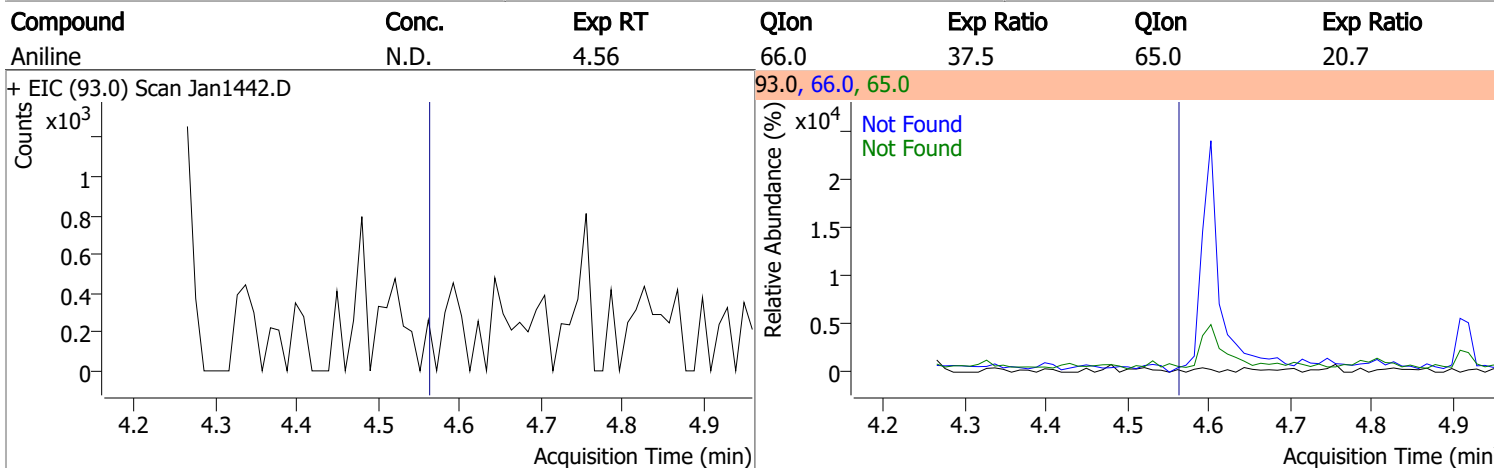 Compound Conc. Exp RT QIon Exp Ratio QIon Exp Ratio
Aniline N.D. 4.56 66.0 37.5 65.0 20.7
+ EIC (93.0) Scan Jan1442.D
Counts
x10³
1
0.8
0.6
0.4
0.2
0
4.2 4.3 4.4 4.5 4.6 4.7 4.8 4.9
Acquisition Time (min)
93.0, 66.0, 65.0
Relative Abundance (%)
x10⁴
Not Found
Not Found
2
1.5
1
0.5
0
4.2 4.3 4.4 4.5 4.6 4.7 4.8 4.9
Acquisition Time (min